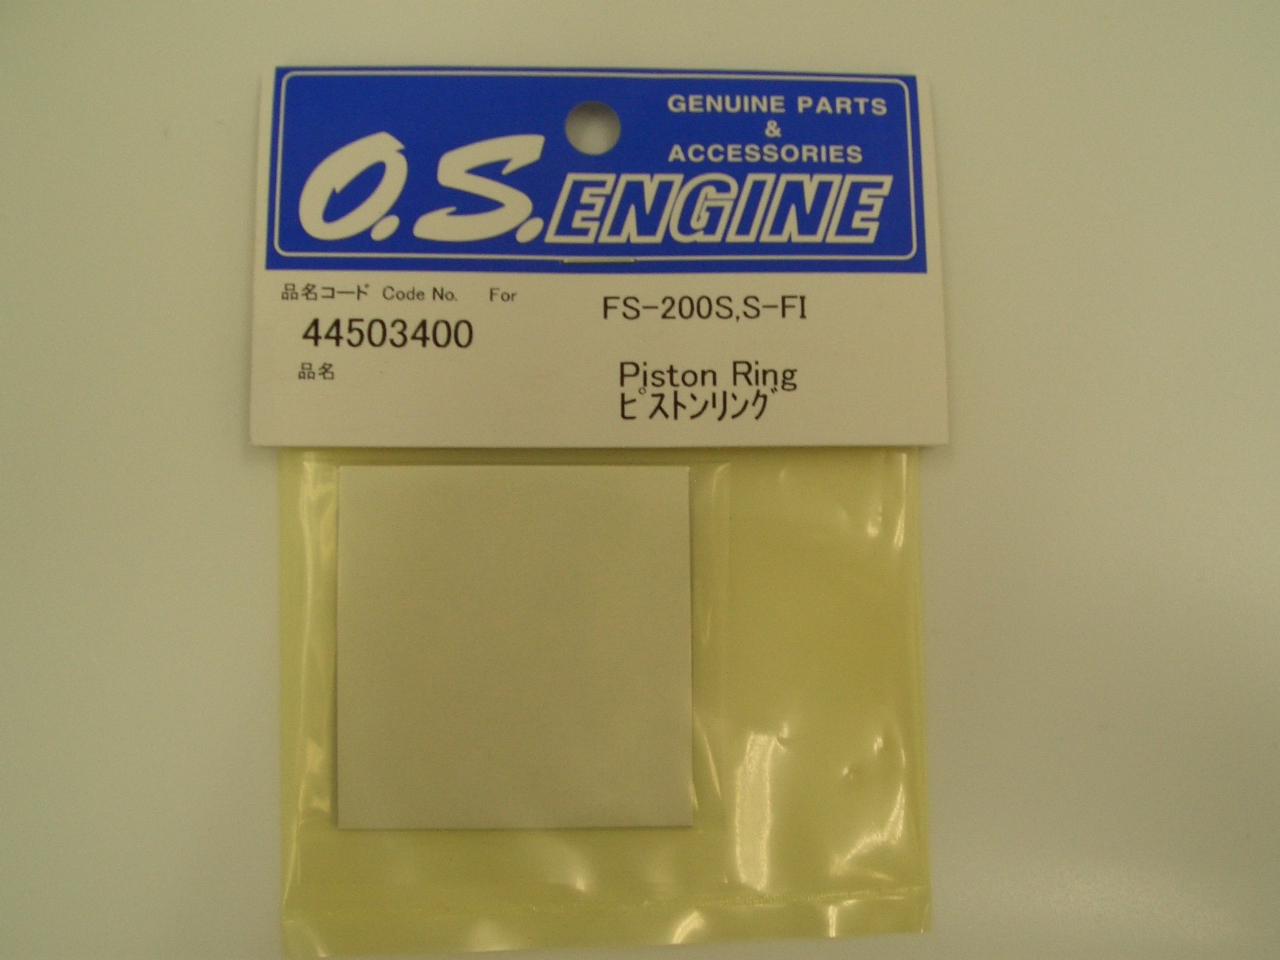 GENUINE PARTS
&
ACCESSORIES
O.S.ENGINE
品名コード Code No. For
FS-200S,S-FI
44503400
品名
Piston Ring
ピストンリング